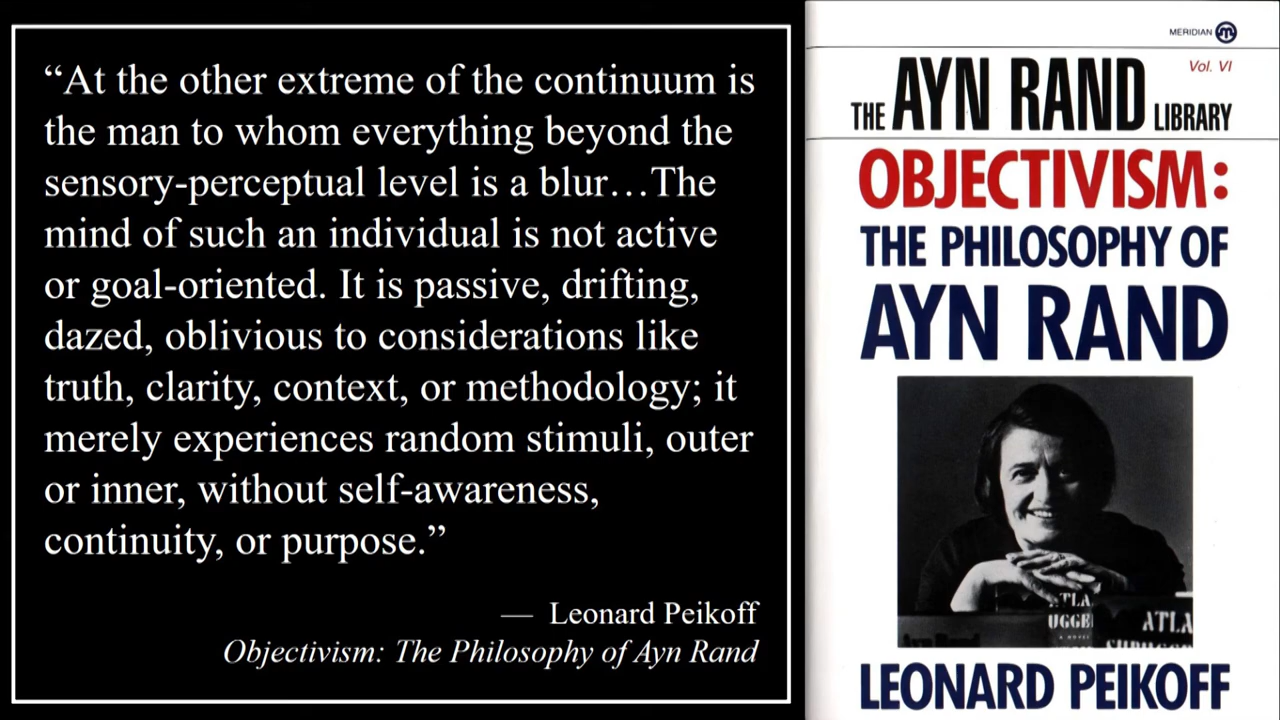 “At the other extreme of the continuum is
the man to whom everything beyond the
sensory-perceptual level is a blur…The
mind of such an individual is not active
or goal-oriented. It is passive, drifting,
dazed, oblivious to considerations like
truth, clarity, context, or methodology; it
merely experiences random stimuli, outer
or inner, without self-awareness,
continuity, or purpose.”
— Leonard Peikoff
Objectivism: The Philosophy of Ayn Rand
MERIDIAN
Vol. VI
THE AYN RAND LIBRARY
OBJECTIVISM:
THE PHILOSOPHY OF
AYN RAND
ATLA
UGGE
A NOVEL
ATLA
LEONARD PEIKOFF